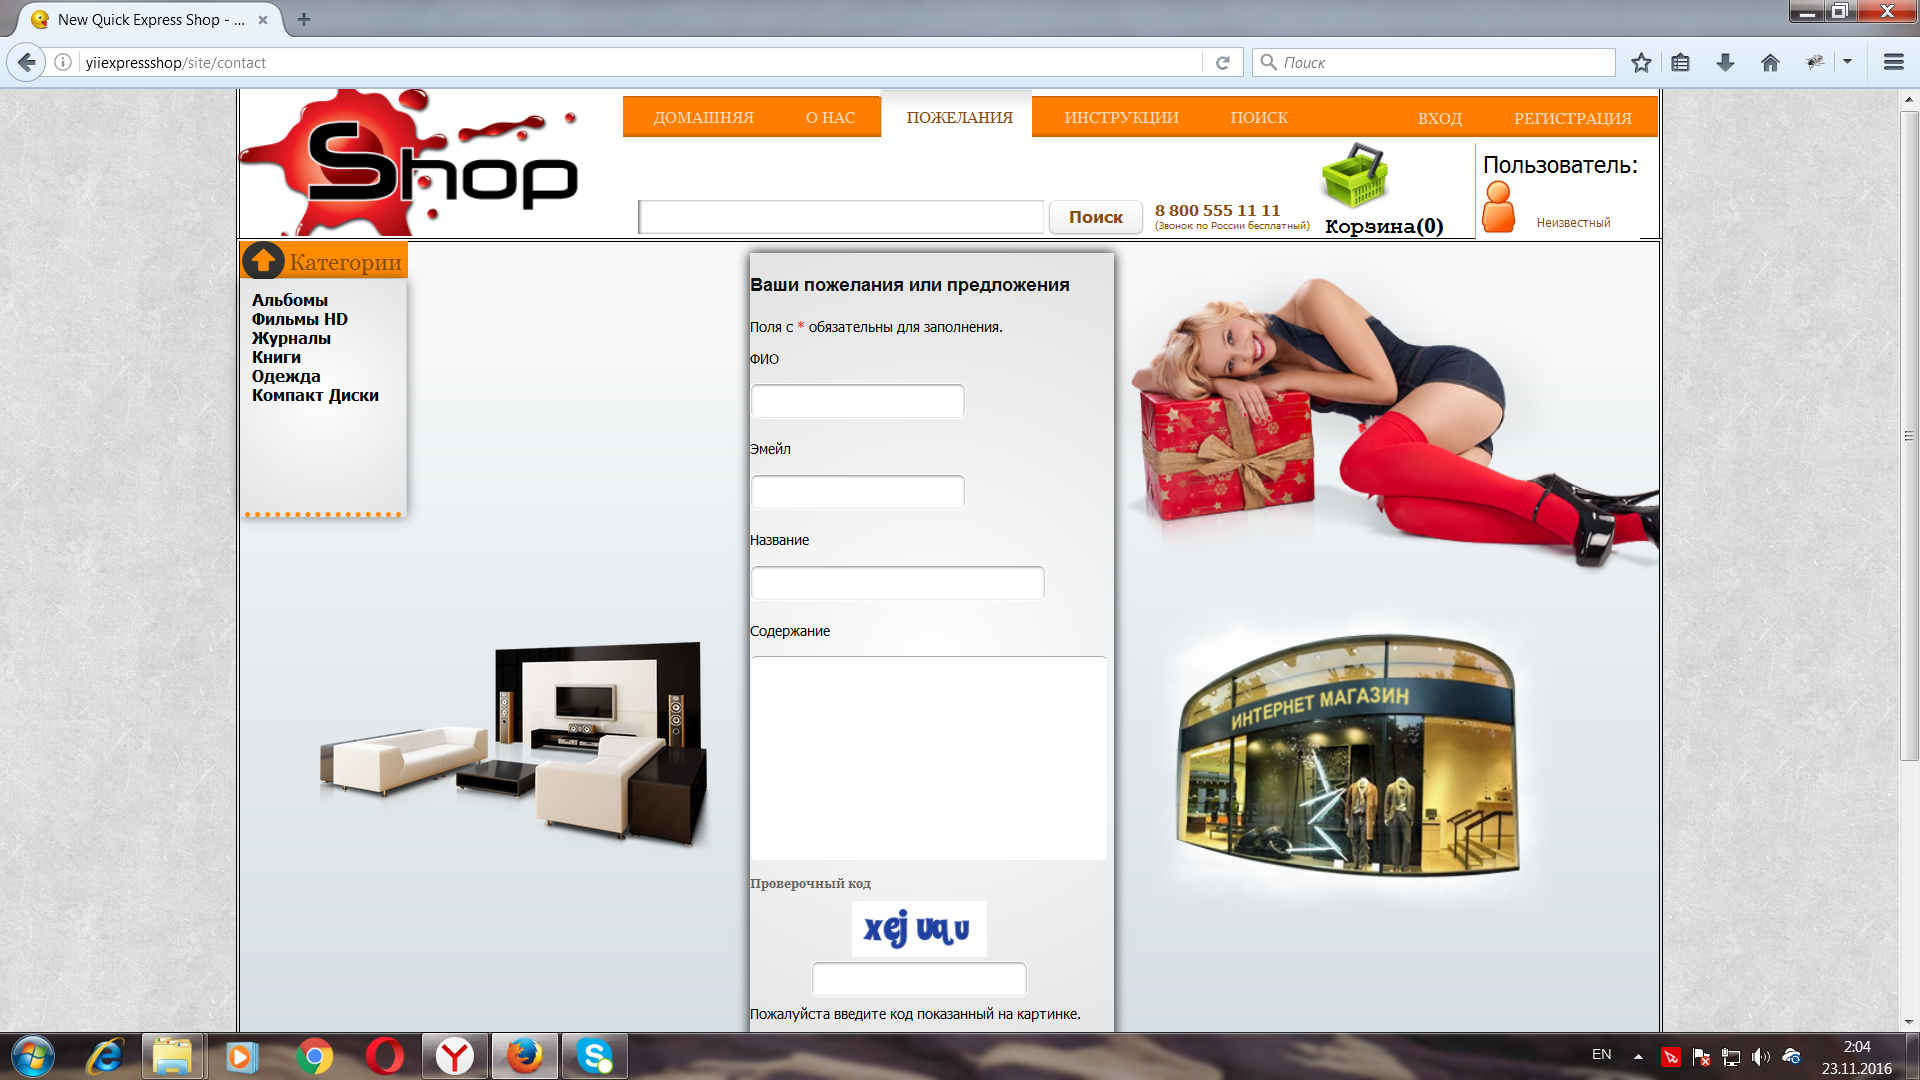 New Quick Express Shop - ...
yiiexpressshop/site/contact
Поиск
Shop
ДОМАШНЯЯ О НАС ПОЖЕЛАНИЯ ИНСТРУКЦИИ ПОИСК ВХОД РЕГИСТРАЦИЯ
Поиск
8 800 555 11 11
(Звонок по России бесплатный)
Корзина(0)
Пользователь:
Неизвестный
Категории
Альбомы
Фильмы HD
Журналы
Книги
Одежда
Компакт Диски
Ваши пожелания или предложения
Поля с * обязательны для заполнения.
ФИО
Эмейл
Название
Содержание
Проверочный код
xejuqu
Пожалуйста введите код показанный на картинке.
ИНТЕРНЕТ МАГАЗИН
EN
2:04
23.11.2016